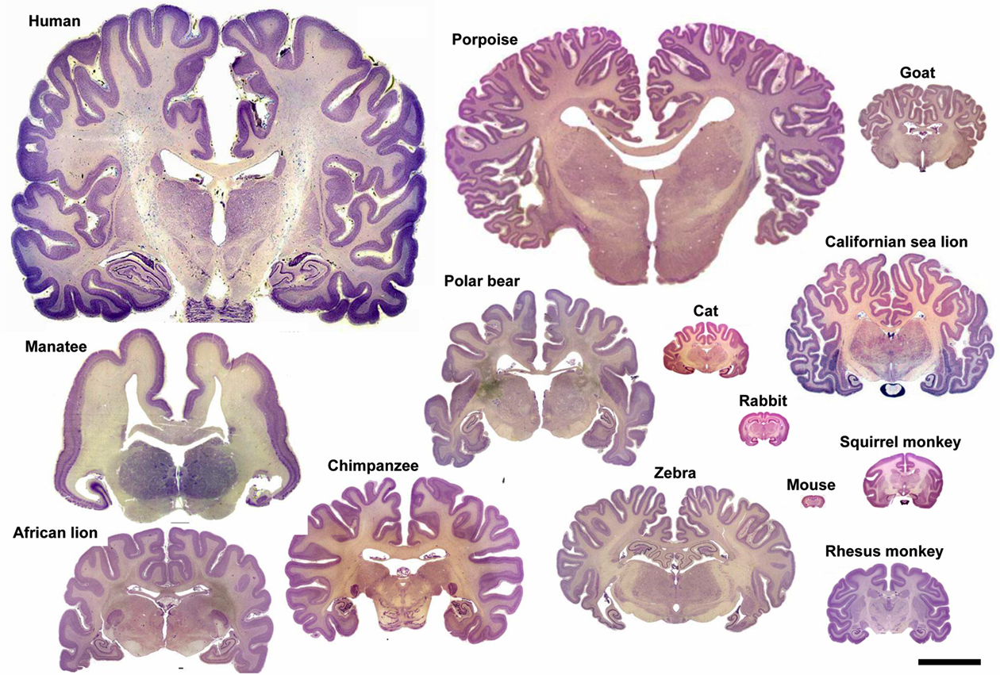 Human
Porpoise
Goat
Californian sea lion
Polar bear
Cat
Manatee
Rabbit
Squirrel monkey
Chimpanzee
Zebra
Mouse
African lion
Rhesus monkey